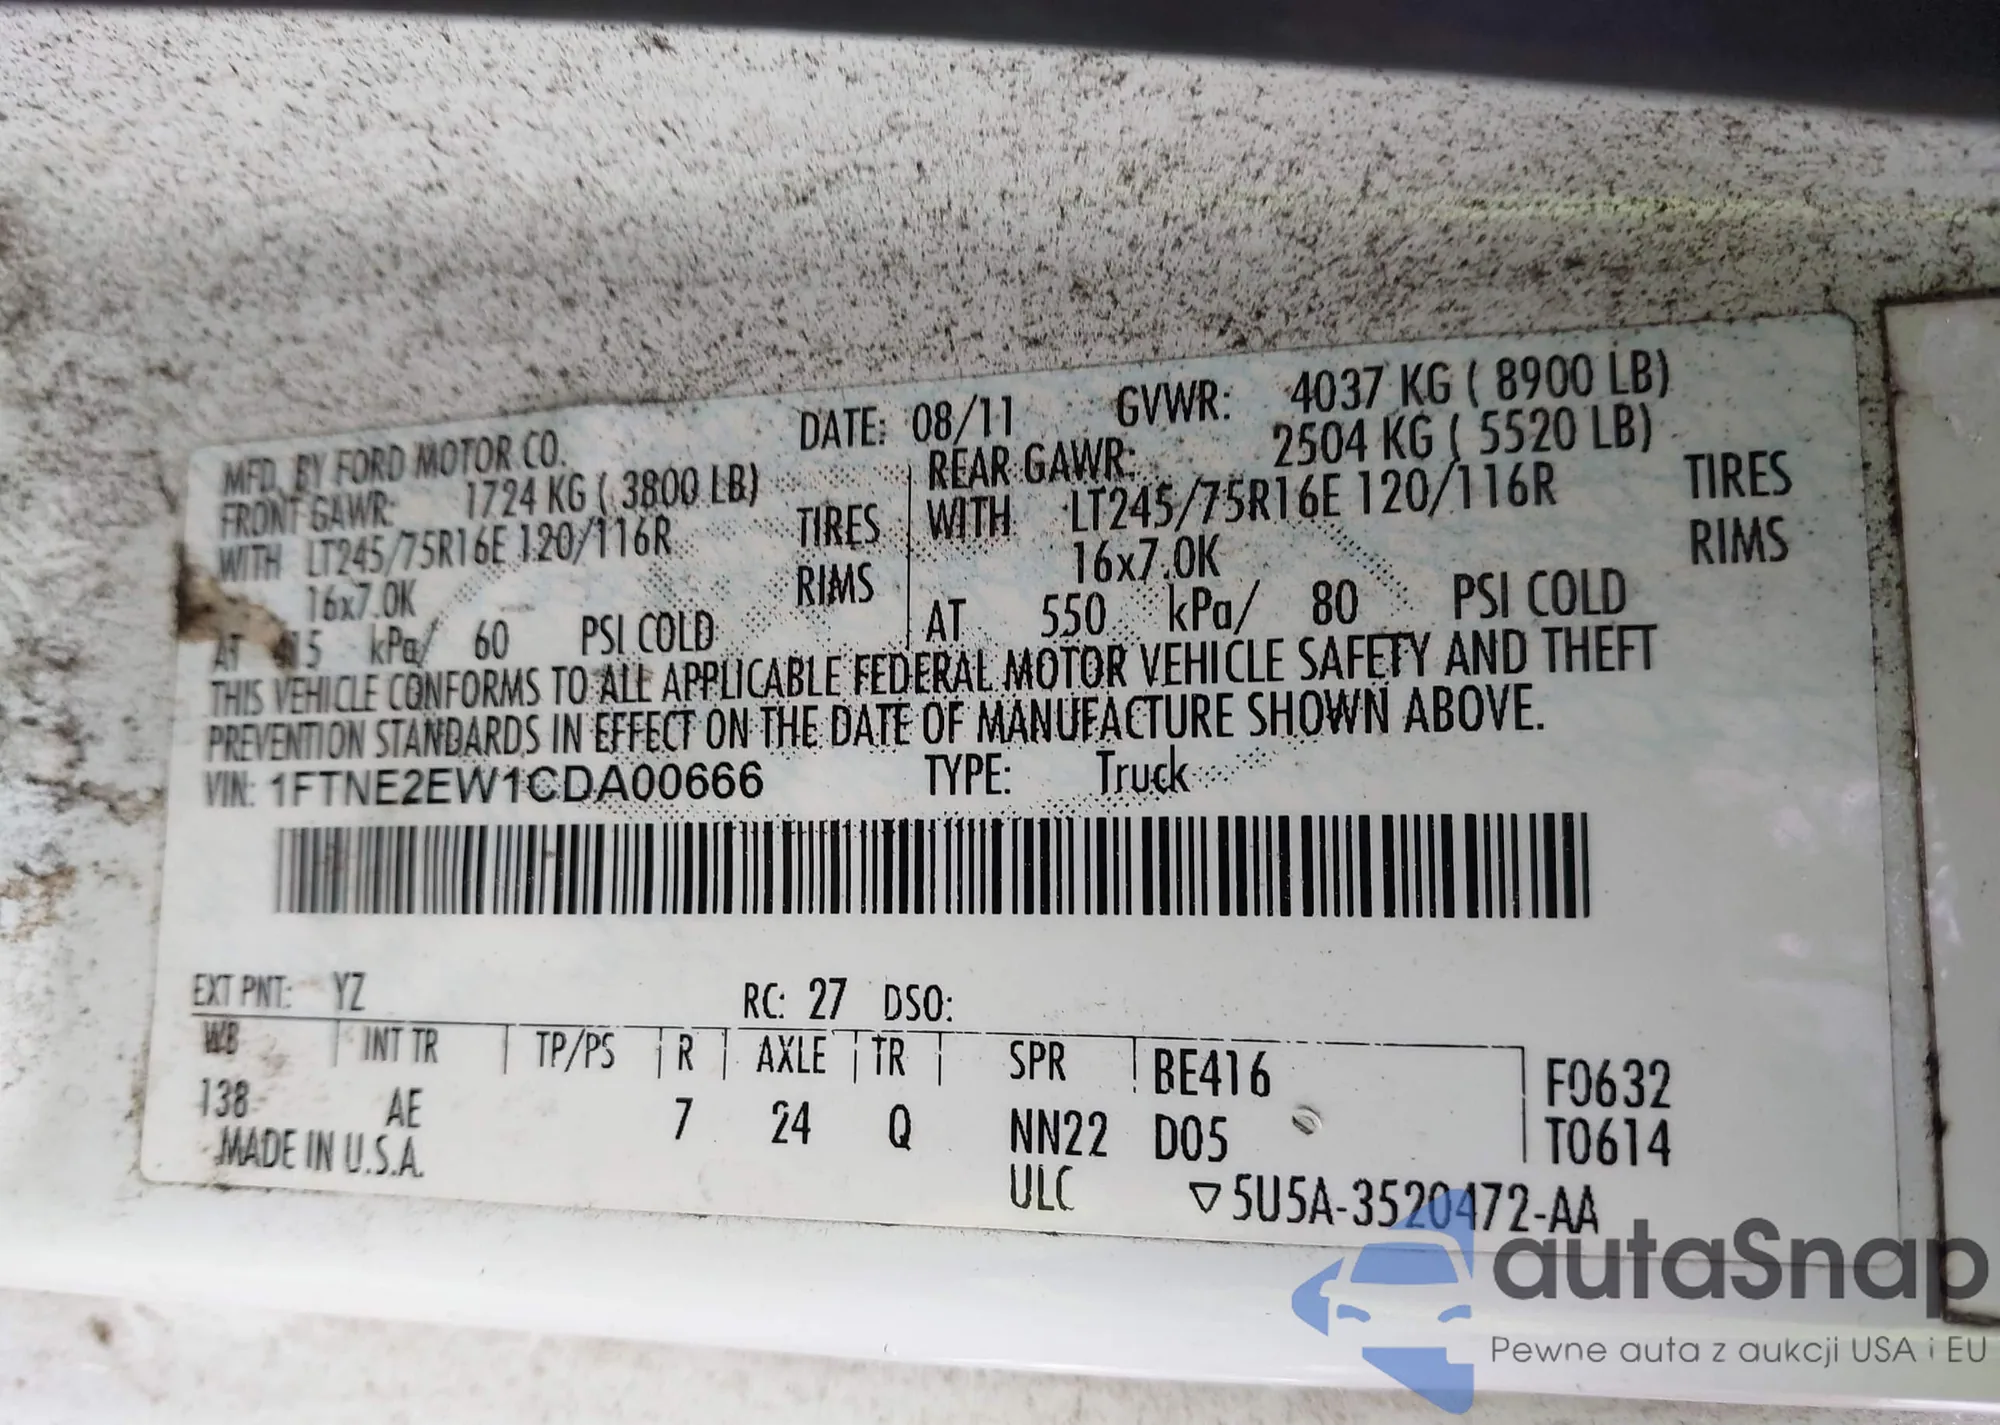 MFD. BY FORD MOTOR CO. DATE: 08/11 GVWR: 4037 KG ( 8900 LB)
FRONT GAWR: 1724 KG ( 3800 LB) REAR GAWR: 2504 KG ( 5520 LB)
WITH LT245/75R16E 120/116R TIRES WITH LT245/75R16E 120/116R TIRES
16x7.0K RIMS 16x7.0K RIMS
AT 415 kPa/ 60 PSI COLD AT 550 kPa/ 80 PSI COLD
THIS VEHICLE CONFORMS TO ALL APPLICABLE FEDERAL MOTOR VEHICLE SAFETY AND THEFT
PREVENTION STANDARDS IN EFFECT ON THE DATE OF MANUFACTURE SHOWN ABOVE.
VIN: 1FTNE2EW1CDA00666 TYPE: Truck
EXT PNT: YZ RC: 27 DSO:
WB INT TR TP/PS R AXLE TR SPR BE416 F0632
138 AE 7 24 Q NN22 D05 T0614
MADE IN U.S.A. ULC ▽5U5A-3520472-AA
autaSnap
Pewne auta z aukcji USA i EU